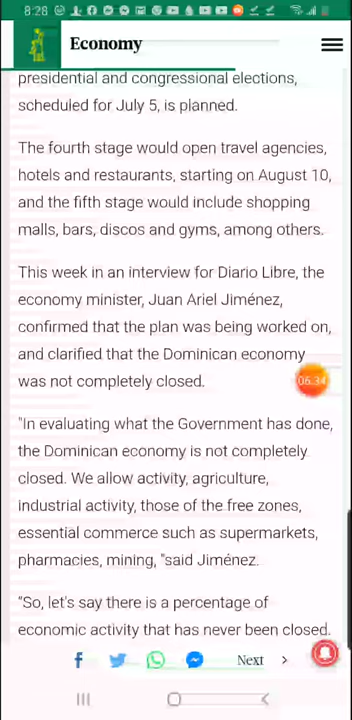 8:28
Economy
presidential and congressional elections,
scheduled for July 5, is planned.
The fourth stage would open travel agencies,
hotels and restaurants, starting on August 10,
and the fifth stage would include shopping
malls, bars, discos and gyms, among others.
This week in an interview for Diario Libre, the
economy minister, Juan Ariel Jiménez,
confirmed that the plan was being worked on,
and clarified that the Dominican economy
was not completely closed.
06:34
"In evaluating what the Government has done,
the Dominican economy is not completely
closed. We allow activity, agriculture,
industrial activity, those of the free zones,
essential commerce such as supermarkets,
pharmacies, mining, "said Jiménez.
"So, let's say there is a percentage of
economic activity that has never been closed.
Next